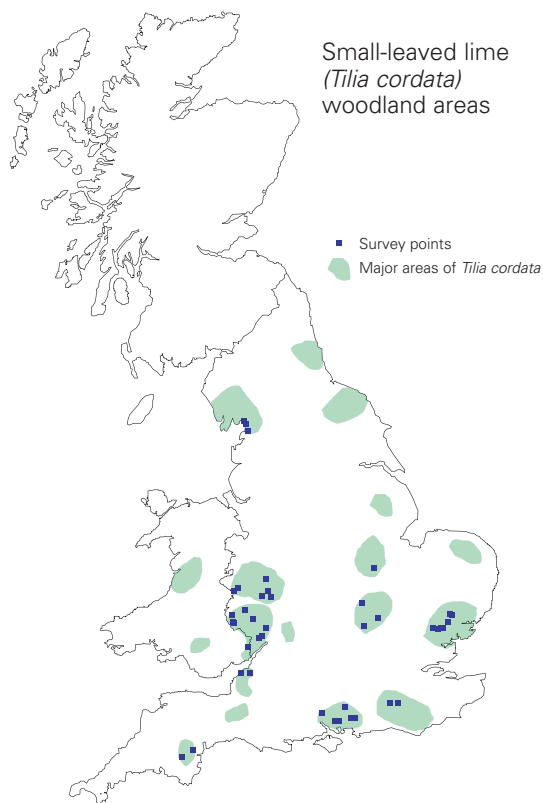 Small-leaved lime
(Tilia cordata)
woodland areas
Survey points
Major areas of Tilia cordata